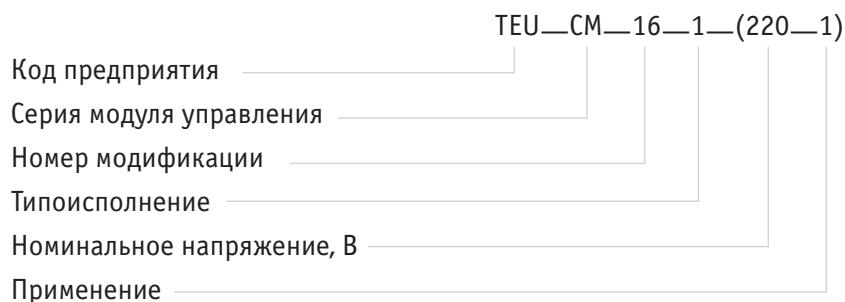 TEU—CM—16—1—(220—1)
Код предприятия
Серия модуля управления
Номер модификации
Типоисполнение
Номинальное напряжение, В
Применение